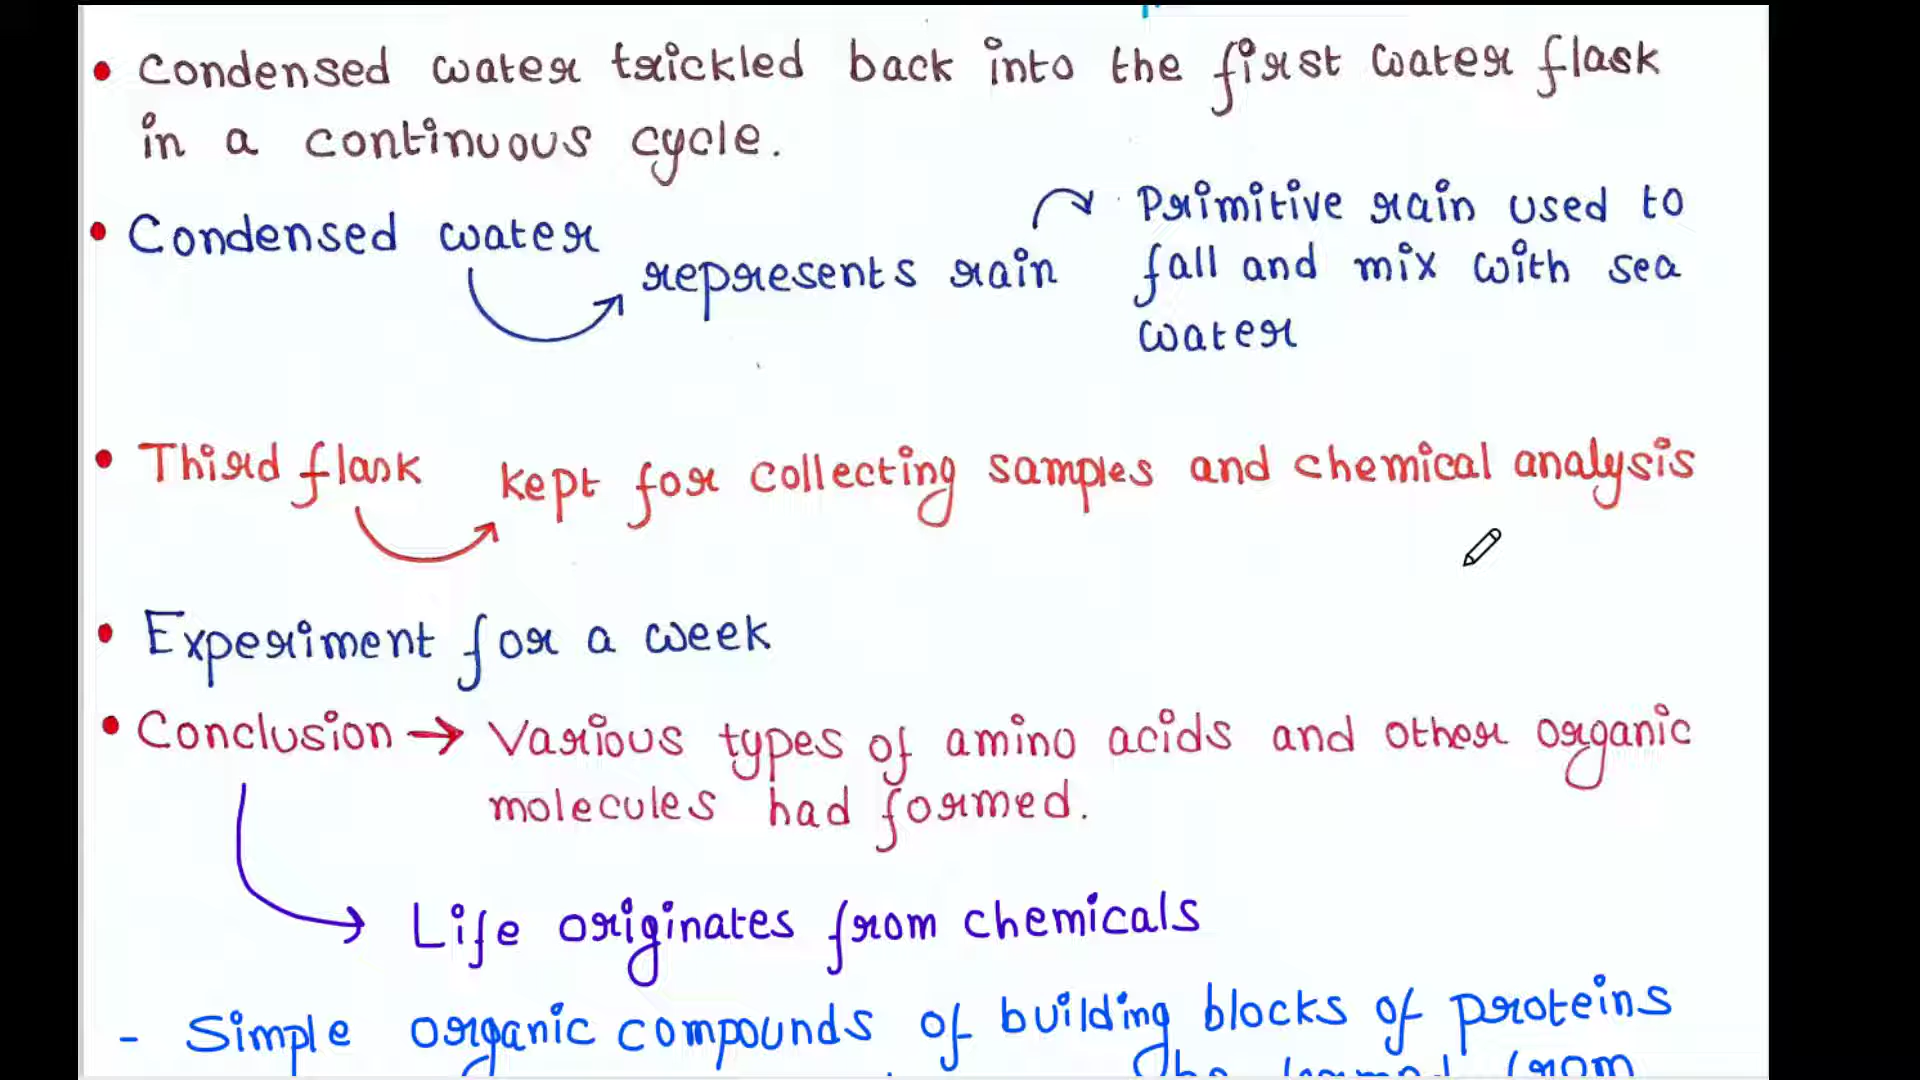 • Condensed water trickled back into the first water flask
in a continuous cycle.
• Condensed water represents rain
Primitive rain used to
fall and mix with sea
water
• Third flask kept for collecting samples and chemical analysis
• Experiment for a week
• Conclusion → Various types of amino acids and other organic
molecules had formed.
→ Life originates from chemicals
- Simple organic compounds of building blocks of proteins
from